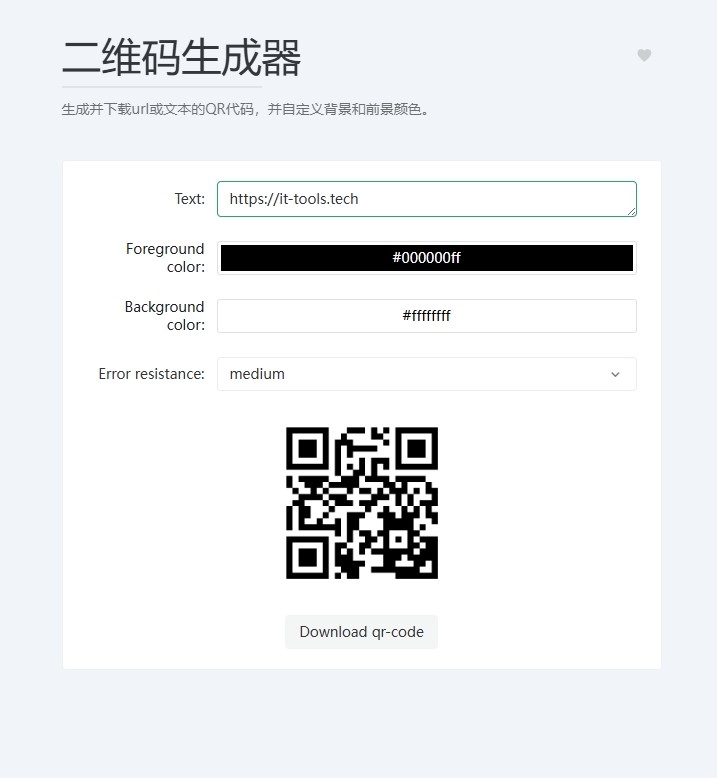 二维码生成器
生成并下载url或文本的QR代码，并自定义背景和前景颜色。
Text:
https://it-tools.tech
Foreground
color:
#000000ff
Background
color:
#ffffffff
Error resistance:
medium
Download qr-code